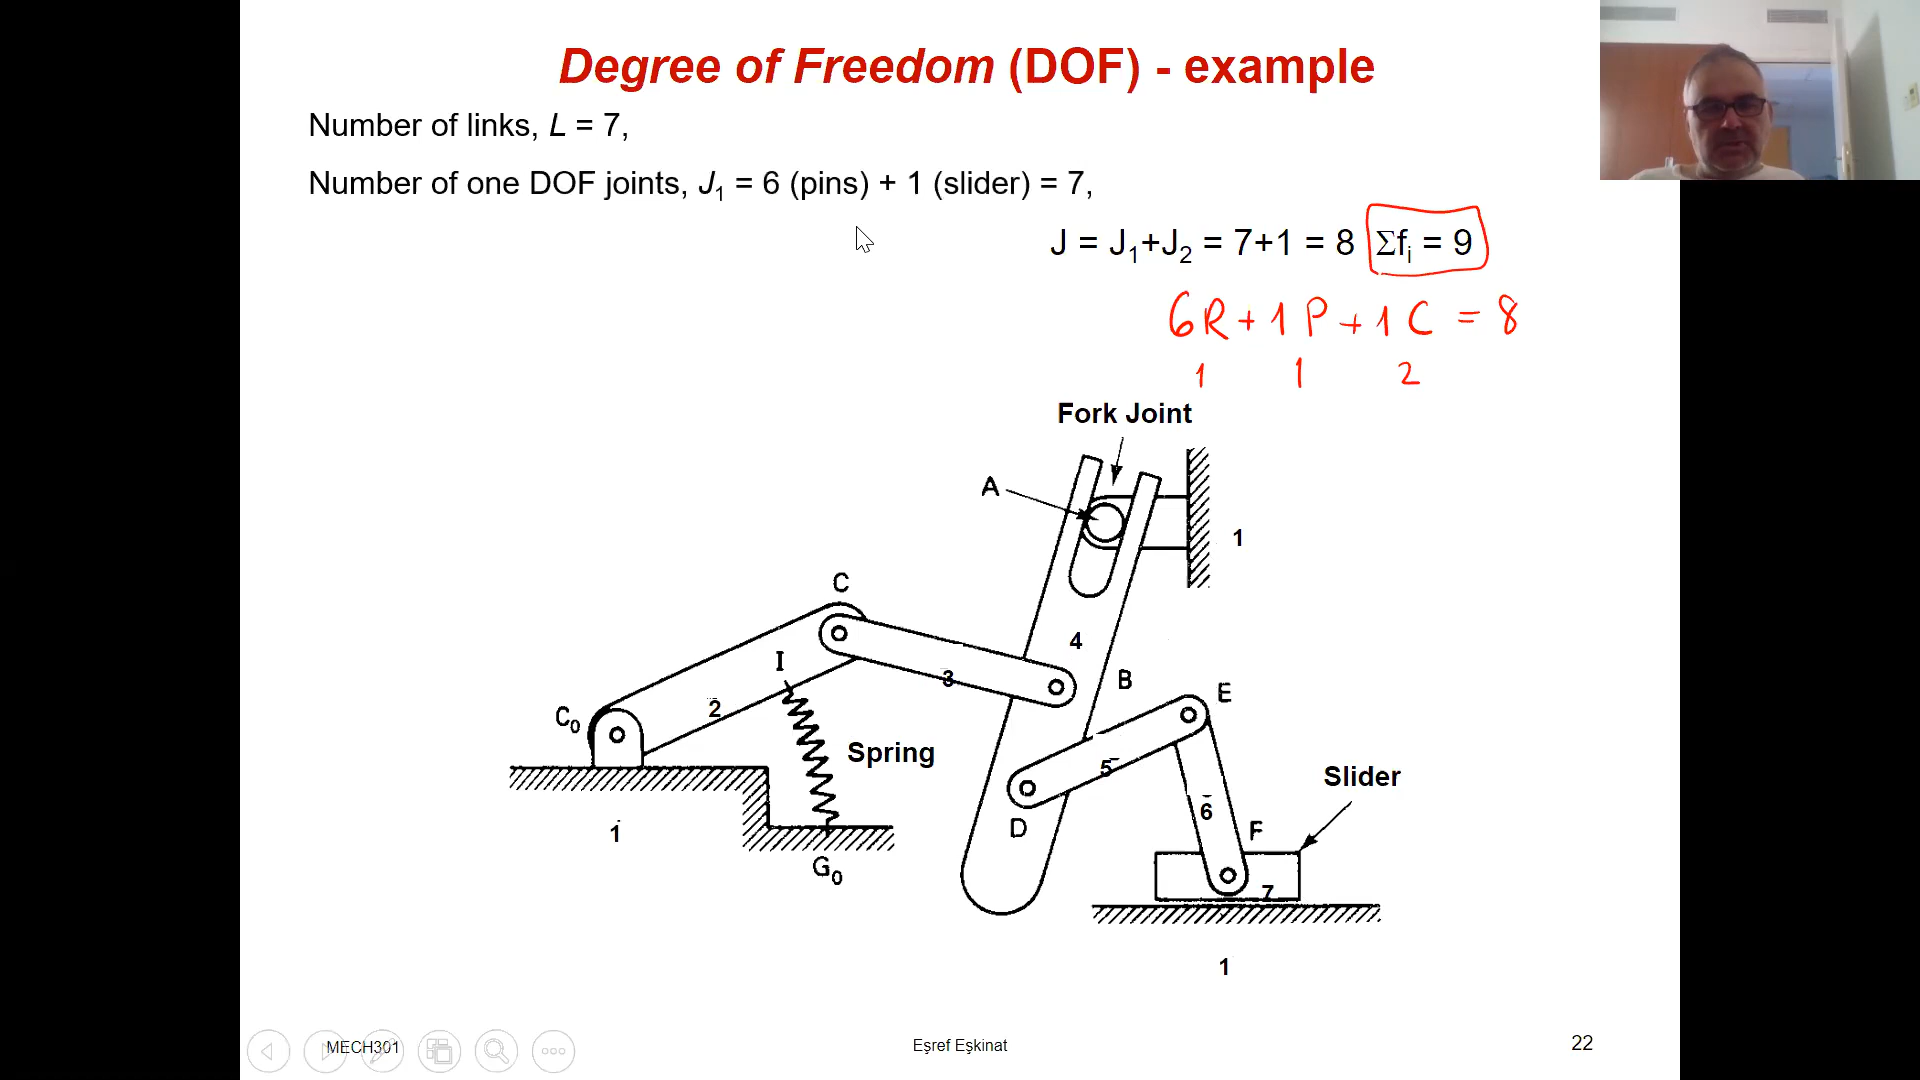 Degree of Freedom (DOF) - example
Number of links, L = 7,
Number of one DOF joints, J1 = 6 (pins) + 1 (slider) = 7,
J = J1+J2 = 7+1 = 8 Σfi = 9
6R + 1P + 1C = 8
1 1 2
Fork Joint
A
1
C
4
I
3
B
E
2
C0
Spring
5
Slider
6
D
F
1
G0
7
1
MECH301
Eşref Eşkinat
22